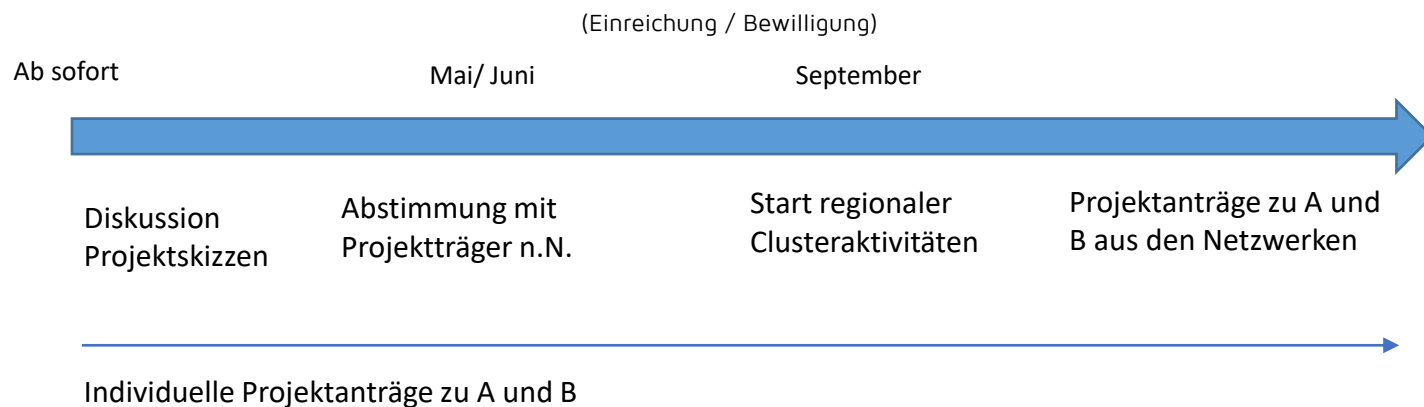 (Einreichung / Bewilligung)
Ab sofort
Mai/ Juni
September
Diskussion
Projektskizzen
Abstimmung mit
Projektträger n.N.
Start regionaler
Clusteraktivitäten
Projektanträge zu A und
B aus den Netzwerken
Individuelle Projektanträge zu A und B